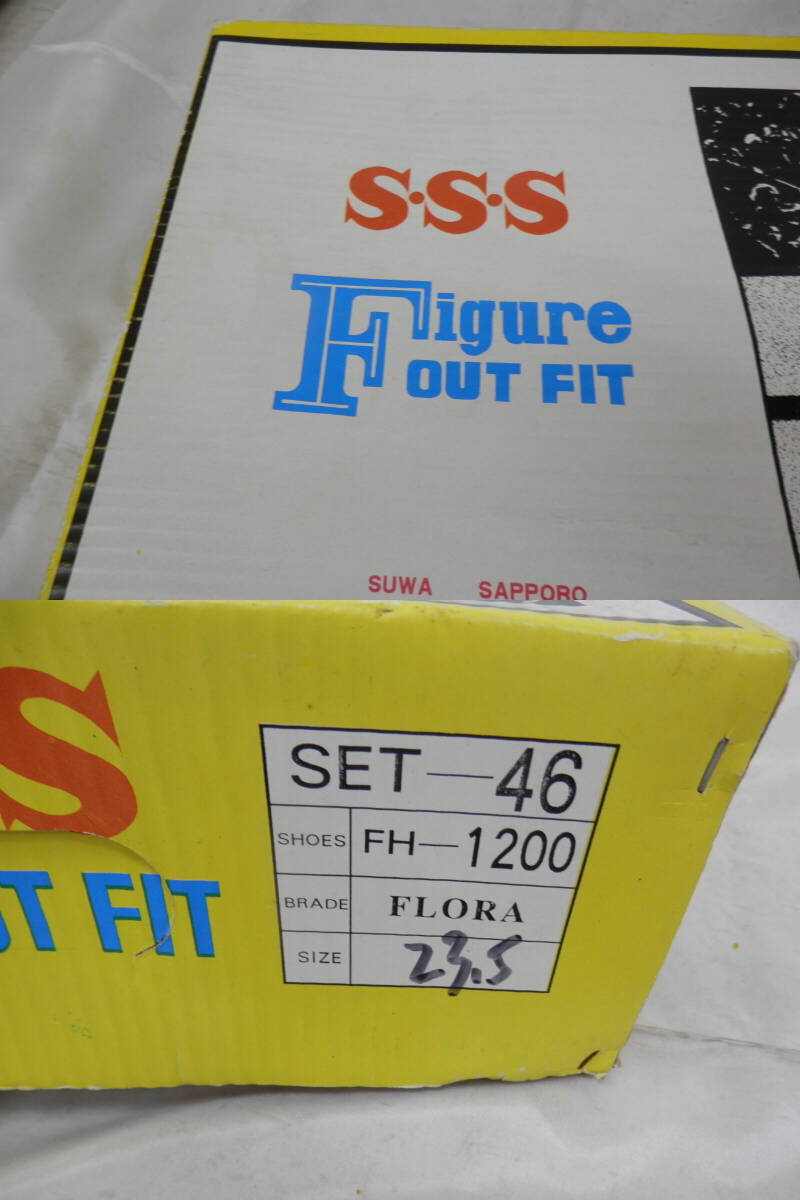 S·S·S
Figure
OUT FIT
SUWA SAPPORO
S
UT FIT
SET—46
SHOES FH—1200
BRADE FLORA
SIZE 23.5